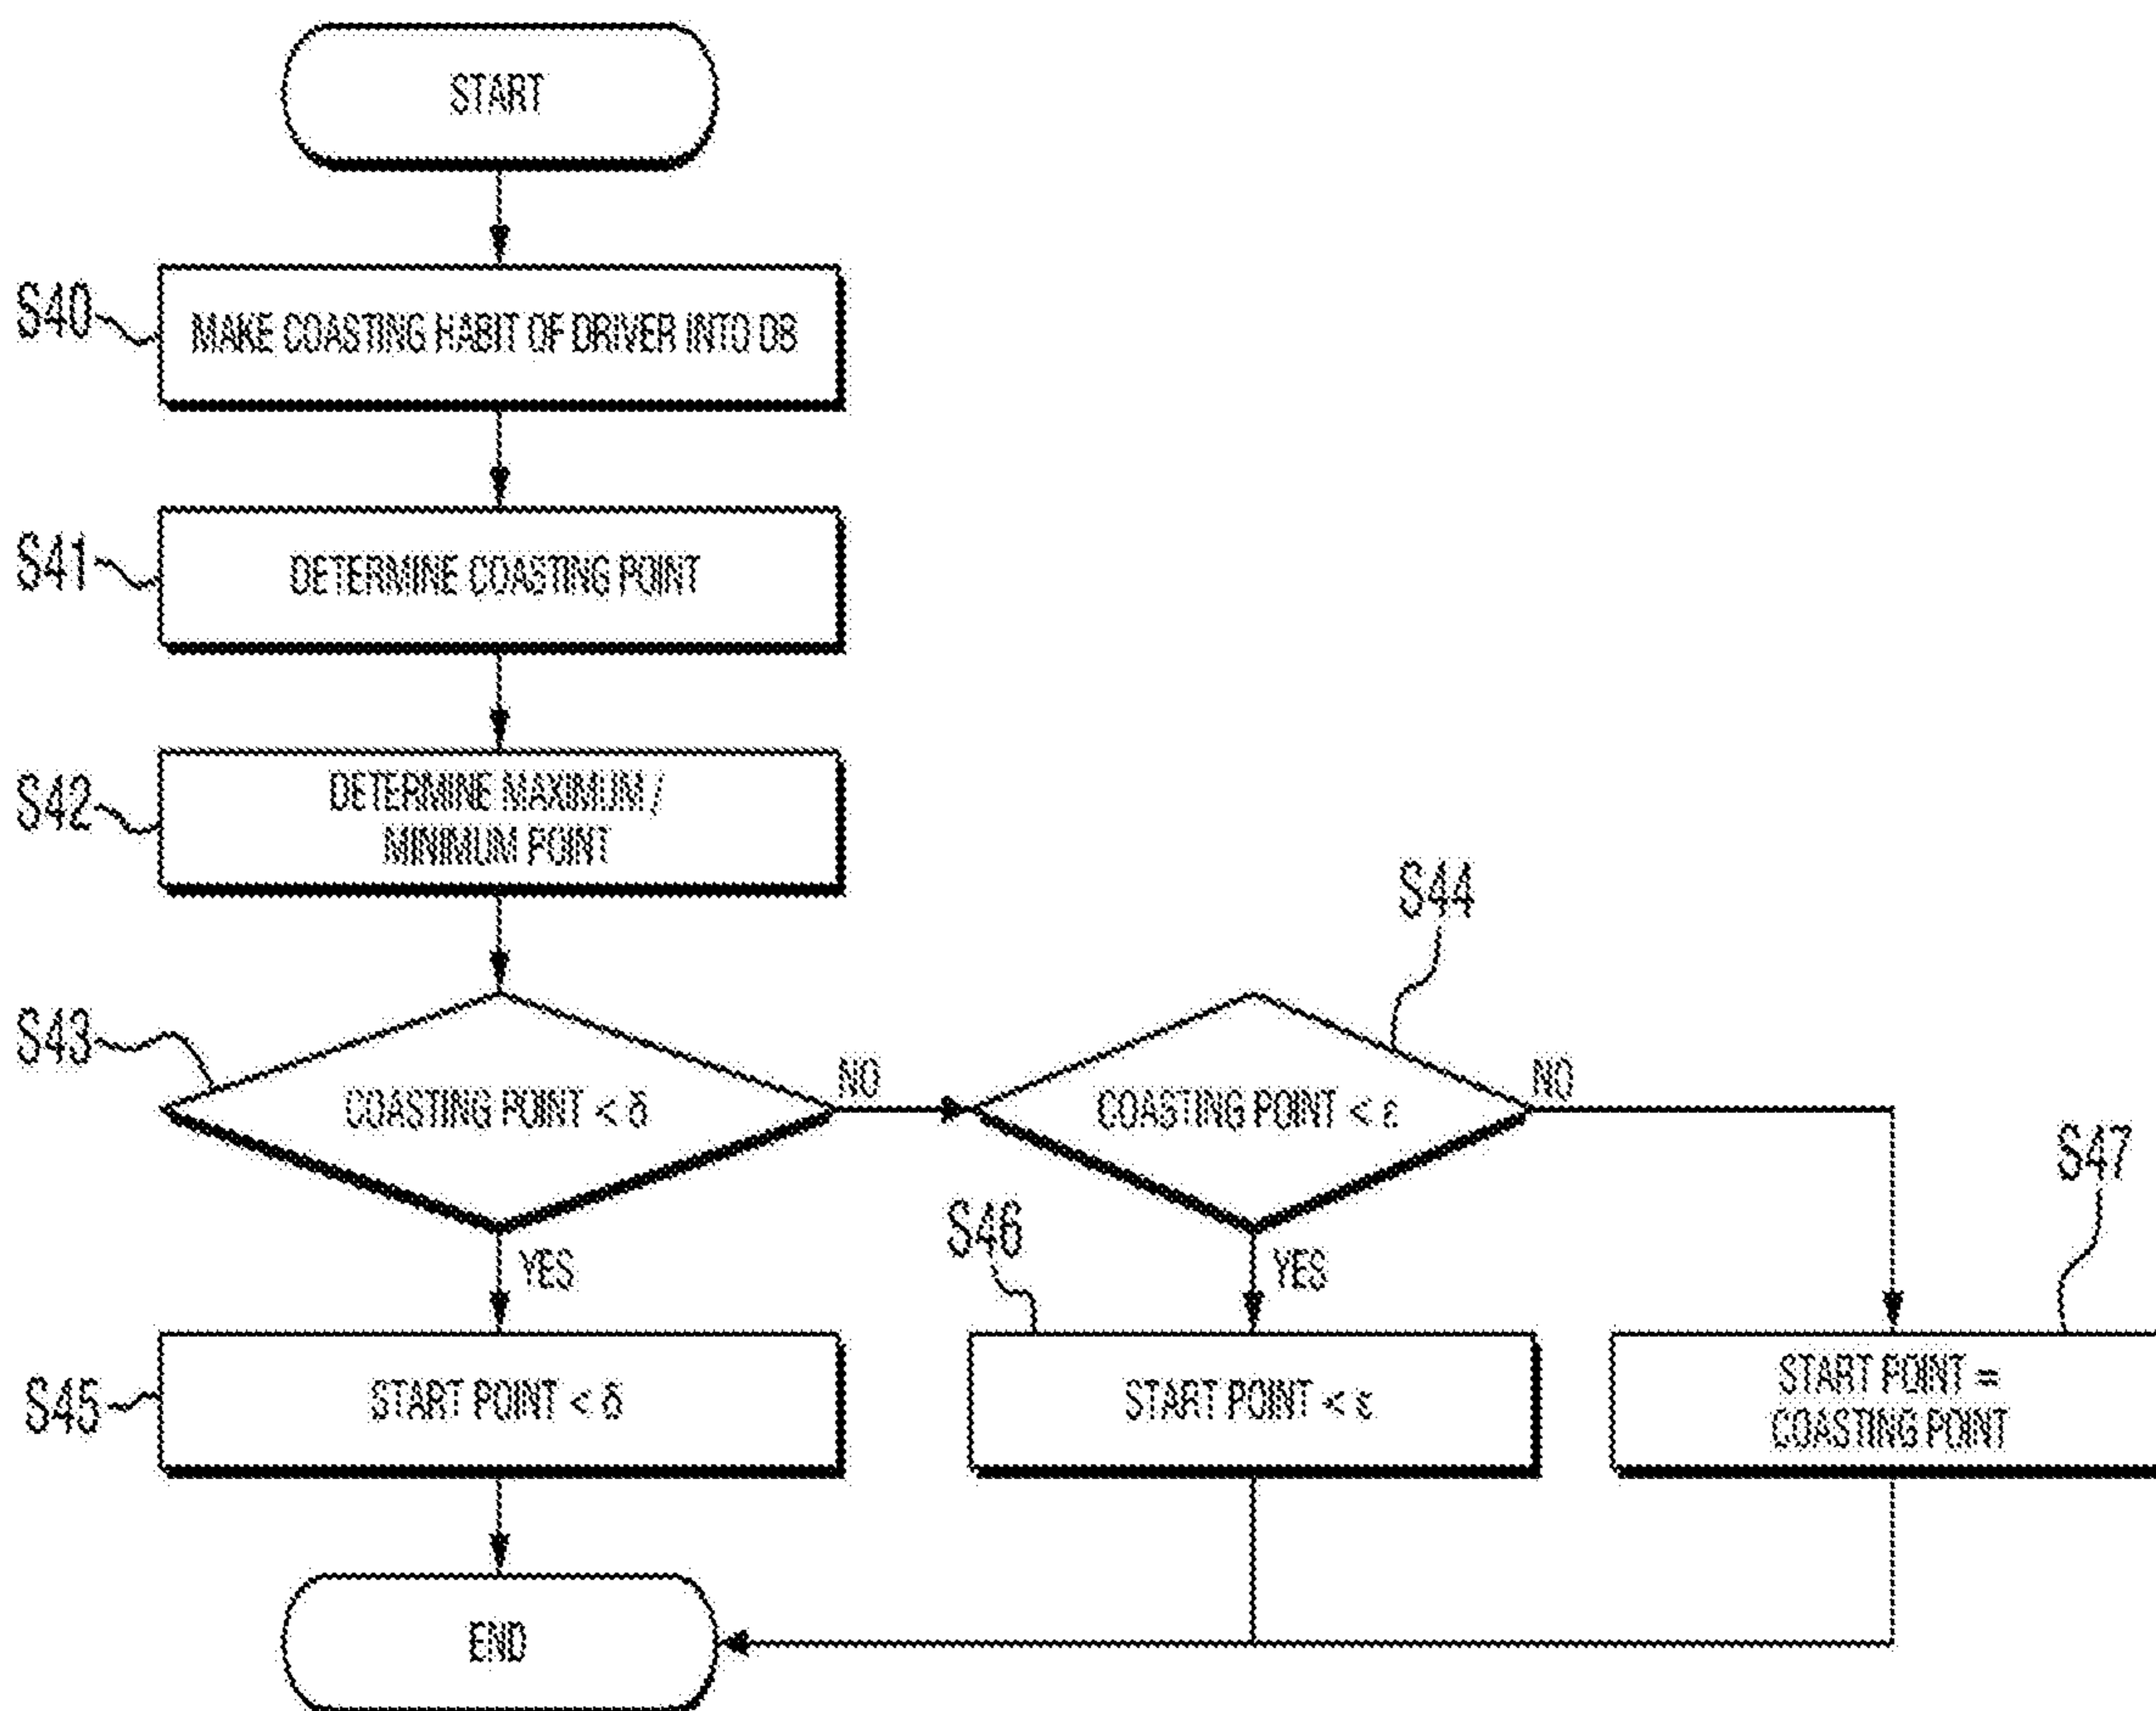 START
S40
MAKE COASTING HABIT OF DRIVER INTO DB
S41
DETERMINE COASTING POINT
S42
DETERMINE MAXIMUM /
MINIMUM POINT
S44
S43
COASTING POINT < δ
NO
COASTING POINT < ε
NO
S47
S46
YES
YES
S45
START POINT < δ
START POINT < ε
START POINT =
COASTING POINT
END